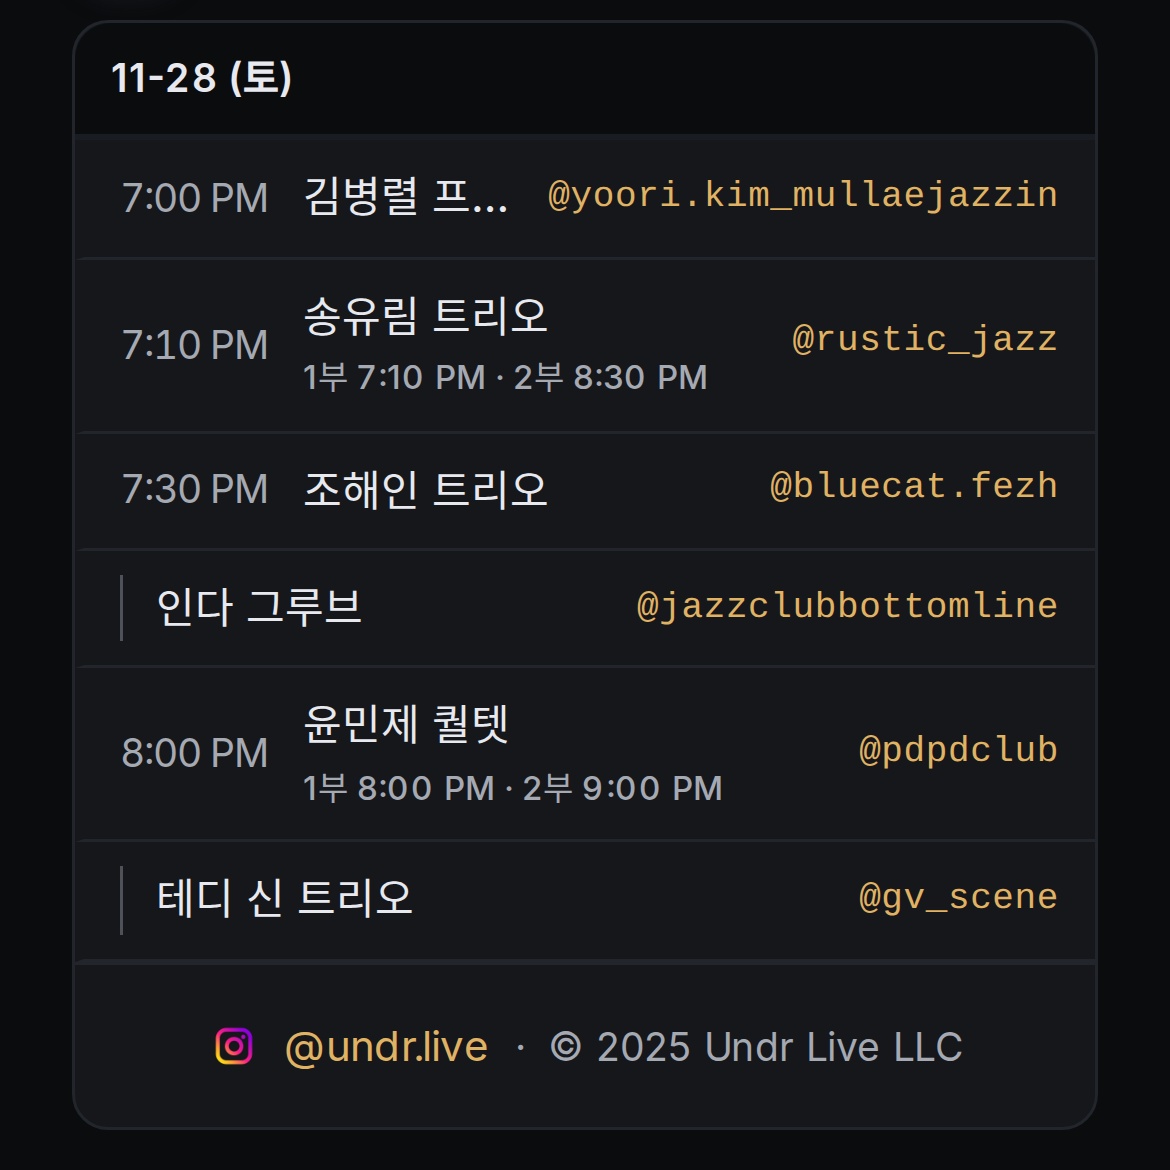 11-28 (토)
7:00 PM 김병렬 프... @yoori.kim_mullaejazzin
7:10 PM 송유림 트리오 @rustic_jazz
1부 7:10 PM · 2부 8:30 PM
7:30 PM 조해인 트리오 @bluecat.fezh
인다 그루브 @jazzclubbottomline
8:00 PM 윤민제 퀄텟 @pdpdclub
1부 8:00 PM · 2부 9:00 PM
테디 신 트리오 @gv_scene
@undr.live · © 2025 Undr Live LLC